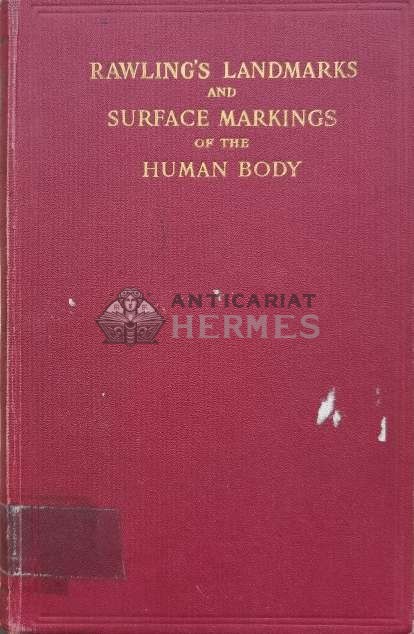 RAWLING'S LANDMARKS
AND
SURFACE MARKINGS
OF THE
HUMAN BODY
ANTICARIAT
HERMES